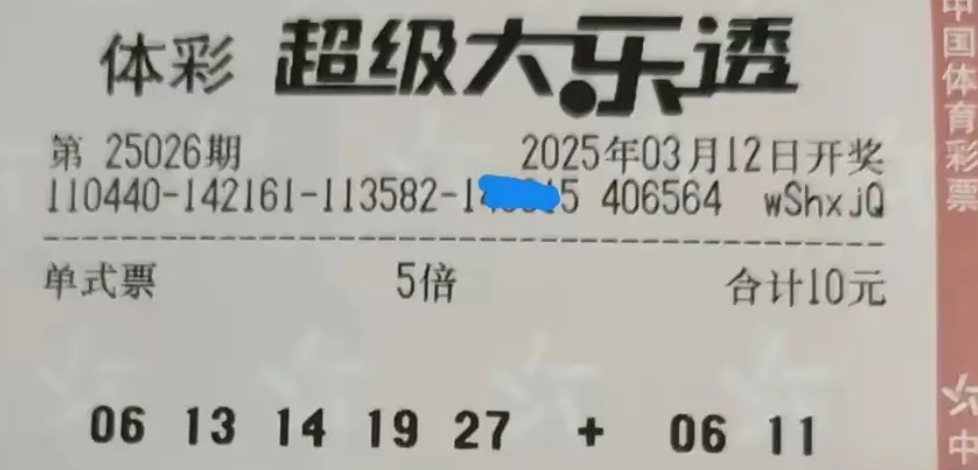 体彩 超级大乐透
第 25026期 2025年03月12日开奖
110440-142161-113582-1 5 406564 wShxjQ
单式票 5倍 合计10元
06 13 14 19 27 + 06 11
中国体育彩票
中